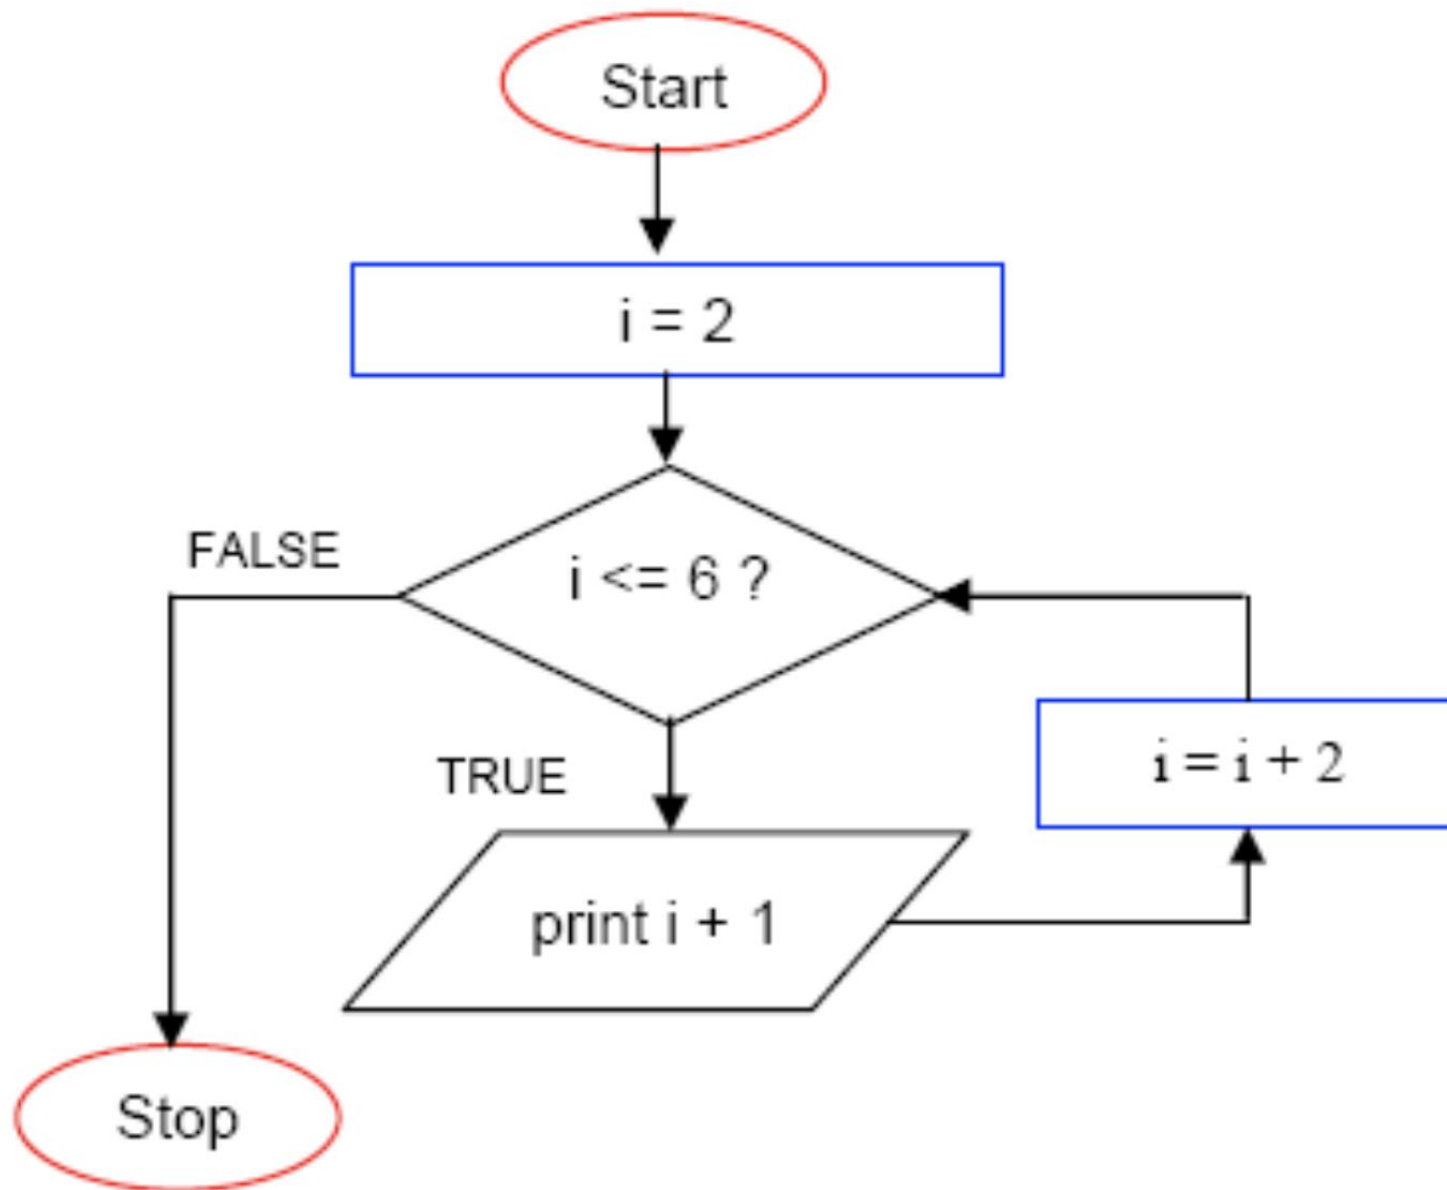 Start
i = 2
i <= 6 ?
FALSE
TRUE
i = i + 2
print i + 1
Stop